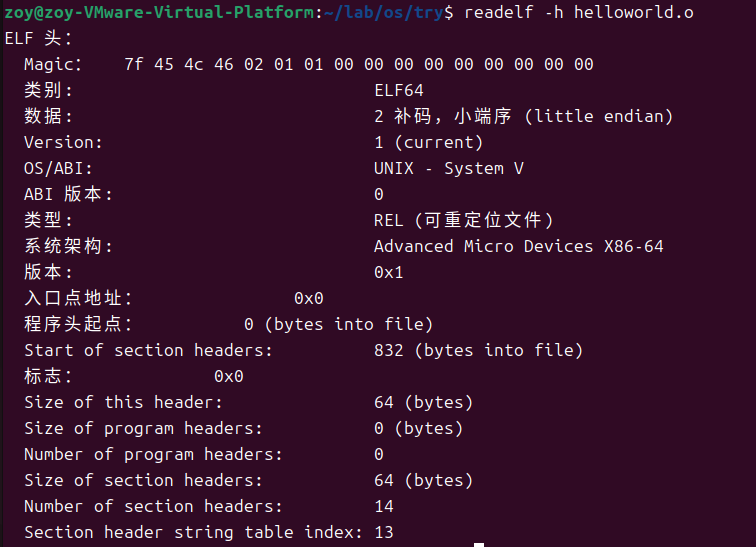 zoy@zoy-VMware-Virtual-Platform:~/lab/os/try$ readelf -h helloworld.o
ELF 头：
  Magic：   7f 45 4c 46 02 01 01 00 00 00 00 00 00 00 00 00
  类别:                              ELF64
  数据:                              2 补码，小端序 (little endian)
  Version:                           1 (current)
  OS/ABI:                            UNIX - System V
  ABI 版本:                          0
  类型:                              REL (可重定位文件)
  系统架构:                          Advanced Micro Devices X86-64
  版本:                              0x1
  入口点地址：               0x0
  程序头起点：          0 (bytes into file)
  Start of section headers:          832 (bytes into file)
  标志：             0x0
  Size of this header:               64 (bytes)
  Size of program headers:           0 (bytes)
  Number of program headers:         0
  Size of section headers:           64 (bytes)
  Number of section headers:         14
  Section header string table index: 13